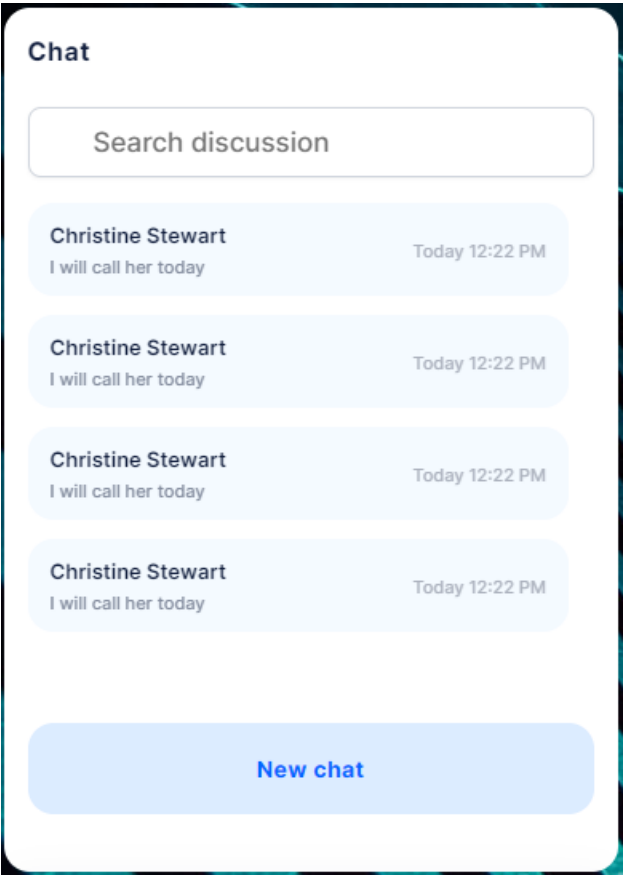 Chat
Search discussion
Christine Stewart
Today 12:22 PM
I will call her today
Christine Stewart
Today 12:22 PM
I will call her today
Christine Stewart
Today 12:22 PM
I will call her today
Christine Stewart
Today 12:22 PM
I will call her today
New chat